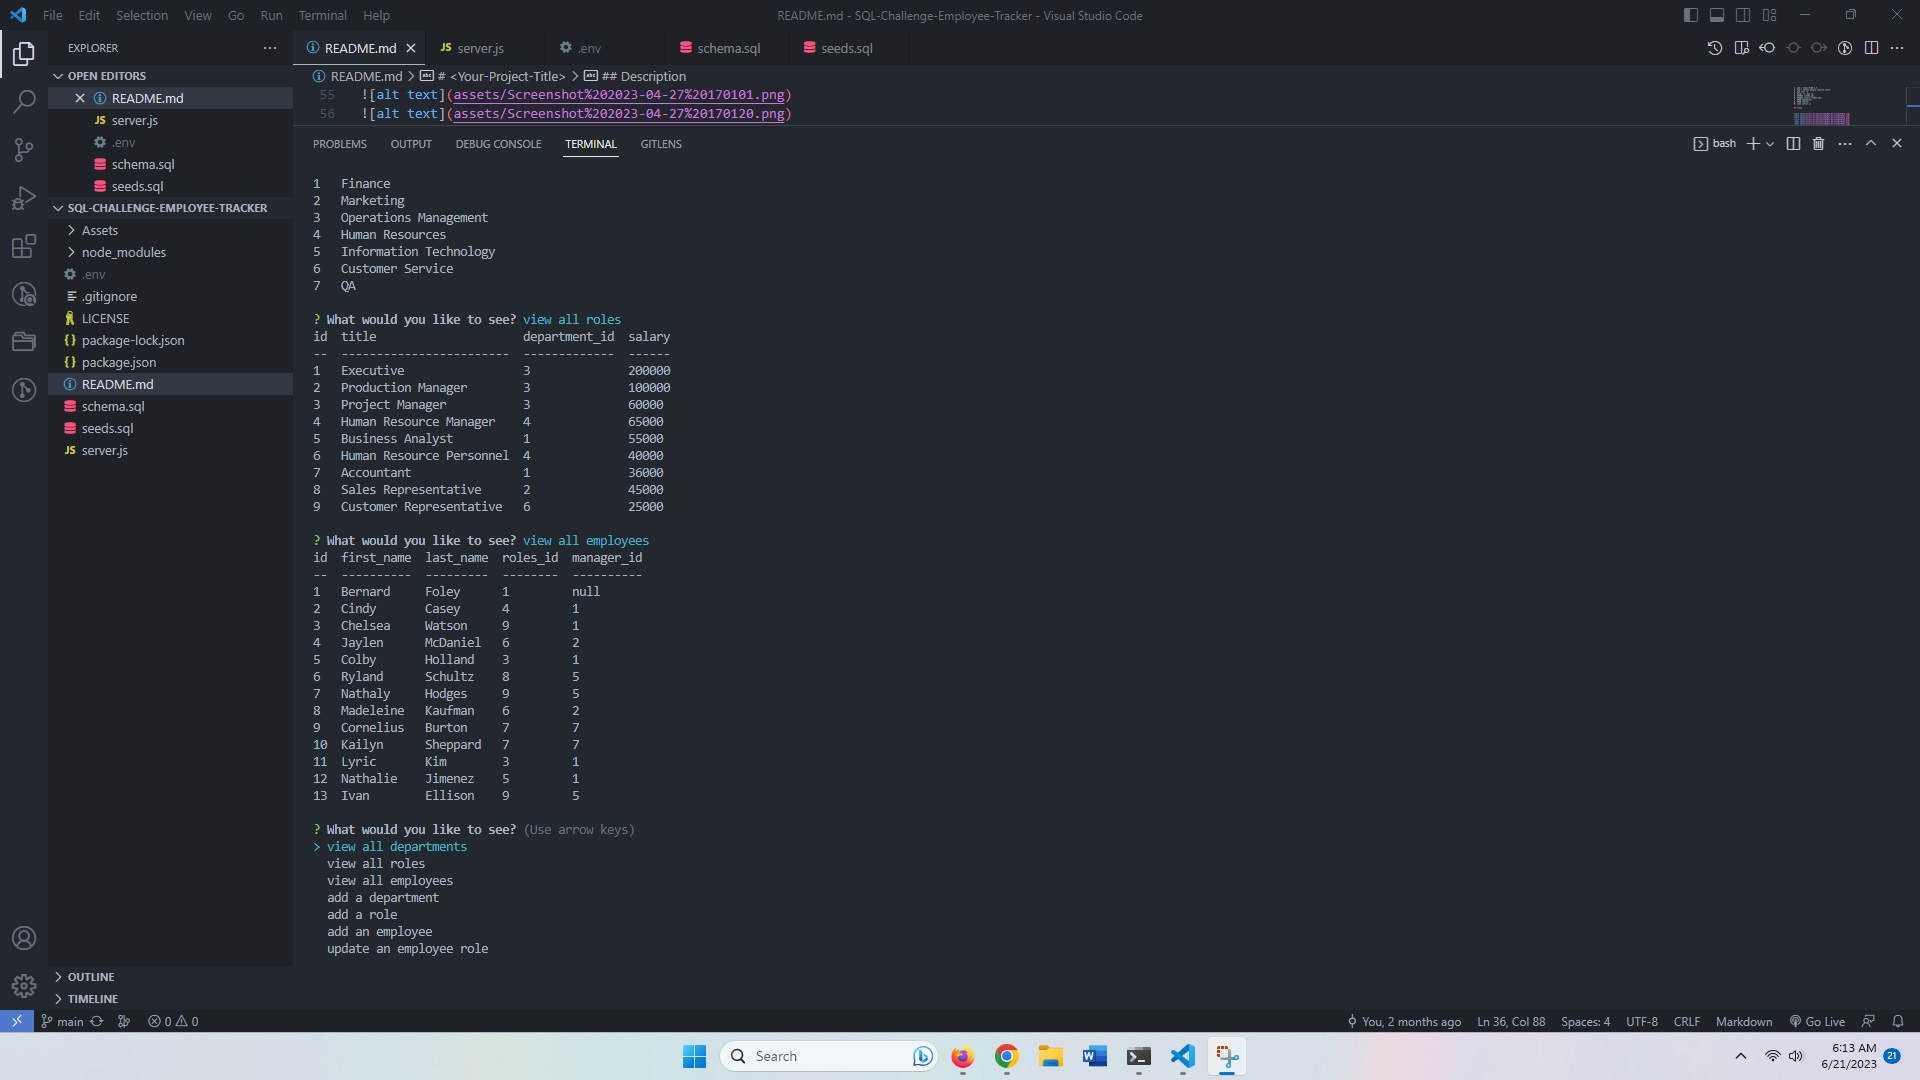 File Edit Selection View Go Run Terminal Help
README.md - SQL-Challenge-Employee-Tracker - Visual Studio Code
EXPLORER
OPEN EDITORS
README.md
JS server.js
.env
schema.sql
seeds.sql
SQL-CHALLENGE-EMPLOYEE-TRACKER
Assets
node_modules
.env
.gitignore
LICENSE
{} package-lock.json
{} package.json
README.md
schema.sql
seeds.sql
JS server.js
OUTLINE
TIMELINE
README.md JS server.js .env schema.sql seeds.sql
README.md > # <Your-Project-Title> > ## Description
55 ![alt text](assets/Screenshot%202023-04-27%20170101.png)
56 ![alt text](assets/Screenshot%202023-04-27%20170120.png)
PROBLEMS OUTPUT DEBUG CONSOLE TERMINAL GITLENS
bash
1 Finance
2 Marketing
3 Operations Management
4 Human Resources
5 Information Technology
6 Customer Service
7 QA
? What would you like to see? view all roles
id title department_id salary
-- ------------------------ ------------- ------
1 Executive 3 200000
2 Production Manager 3 100000
3 Project Manager 3 60000
4 Human Resource Manager 4 65000
5 Business Analyst 1 55000
6 Human Resource Personnel 4 40000
7 Accountant 1 36000
8 Sales Representative 2 45000
9 Customer Representative 6 25000
? What would you like to see? view all employees
id first_name last_name roles_id manager_id
-- ---------- --------- -------- ----------
1 Bernard Foley 1 null
2 Cindy Casey 4 1
3 Chelsea Watson 9 1
4 Jaylen McDaniel 6 2
5 Colby Holland 3 1
6 Ryland Schultz 8 5
7 Nathaly Hodges 9 5
8 Madeleine Kaufman 6 2
9 Cornelius Burton 7 7
10 Kailyn Sheppard 7 7
11 Lyric Kim 3 1
12 Nathalie Jimenez 5 1
13 Ivan Ellison 9 5
? What would you like to see? (Use arrow keys)
> view all departments
view all roles
view all employees
add a department
add a role
add an employee
update an employee role
main 0 0
You, 2 months ago Ln 36, Col 88 Spaces: 4 UTF-8 CRLF Markdown Go Live
Search
6:13 AM
6/21/2023
21